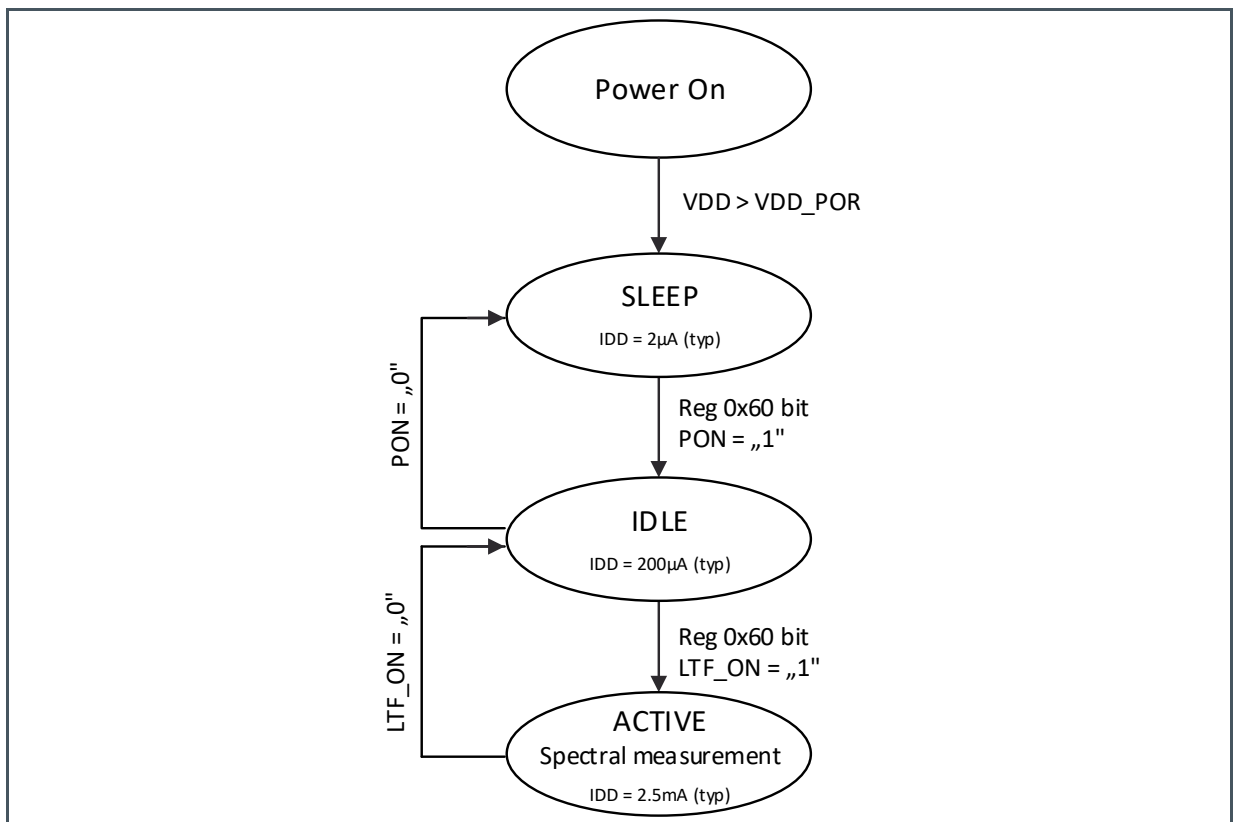 Power On
VDD > VDD_POR
SLEEP
IDD = 2µA (typ)
PON = „0"
Reg 0x60 bit
PON = „1"
IDLE
IDD = 200µA (typ)
LTF_ON = „0"
Reg 0x60 bit
LTF_ON = „1"
ACTIVE
Spectral measurement
IDD = 2.5mA (typ)